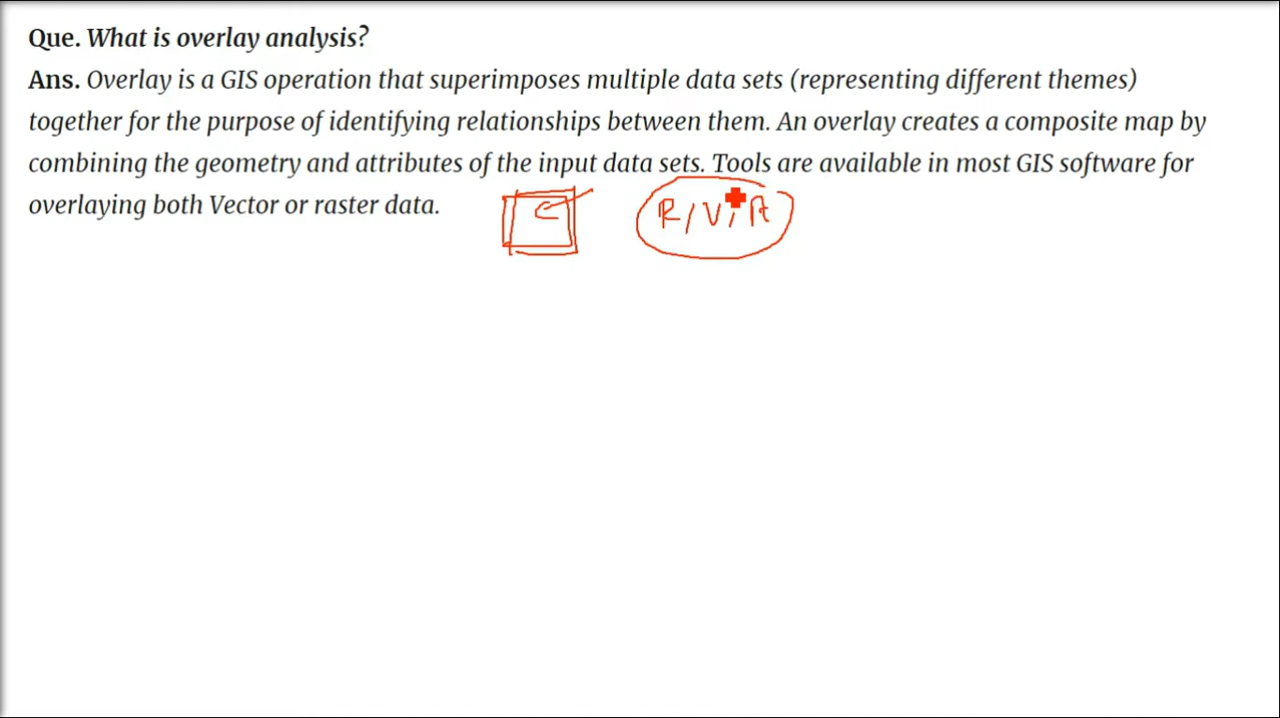 Que. What is overlay analysis?
Ans. Overlay is a GIS operation that superimposes multiple data sets (representing different themes)
together for the purpose of identifying relationships between them. An overlay creates a composite map by
combining the geometry and attributes of the input data sets. Tools are available in most GIS software for
overlaying both Vector or raster data.
R/V/A